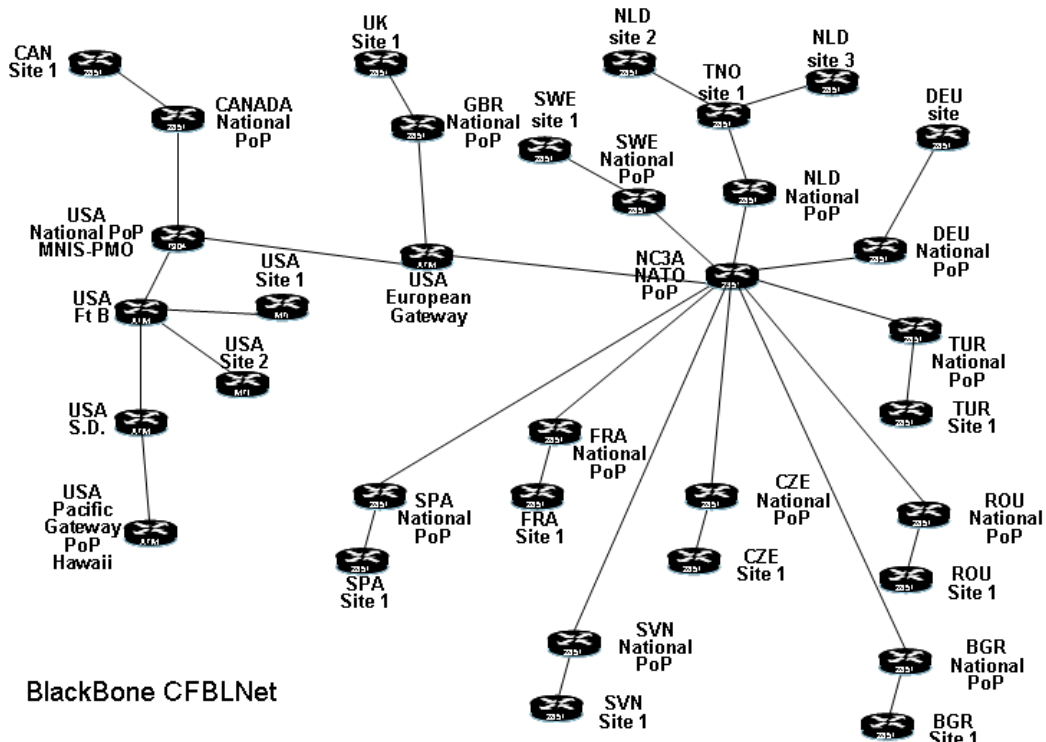 CAN
Site 1
CANADA
National
PoP
UK
Site 1
GBR
National
PoP
NLD
site 2
NLD
site 3
TNO
site 1
SWE
site 1
SWE
National
PoP
DEU
site
NLD
National
PoP
DEU
National
PoP
USA
National PoP
MNIS-PMO
USA
European
Gateway
NC3A
NATO
PoP
USA
Ft B
USA
Site 1
USA
Site 2
TUR
National
PoP
TUR
Site 1
USA
S.D.
USA
Pacific
Gateway
PoP
Hawaii
FRA
National
PoP
FRA
Site 1
SPA
National
PoP
SPA
Site 1
CZE
National
PoP
CZE
Site 1
ROU
National
PoP
ROU
Site 1
SVN
National
PoP
SVN
Site 1
BGR
National
PoP
BGR
Site 1
BlackBone CFBLNet